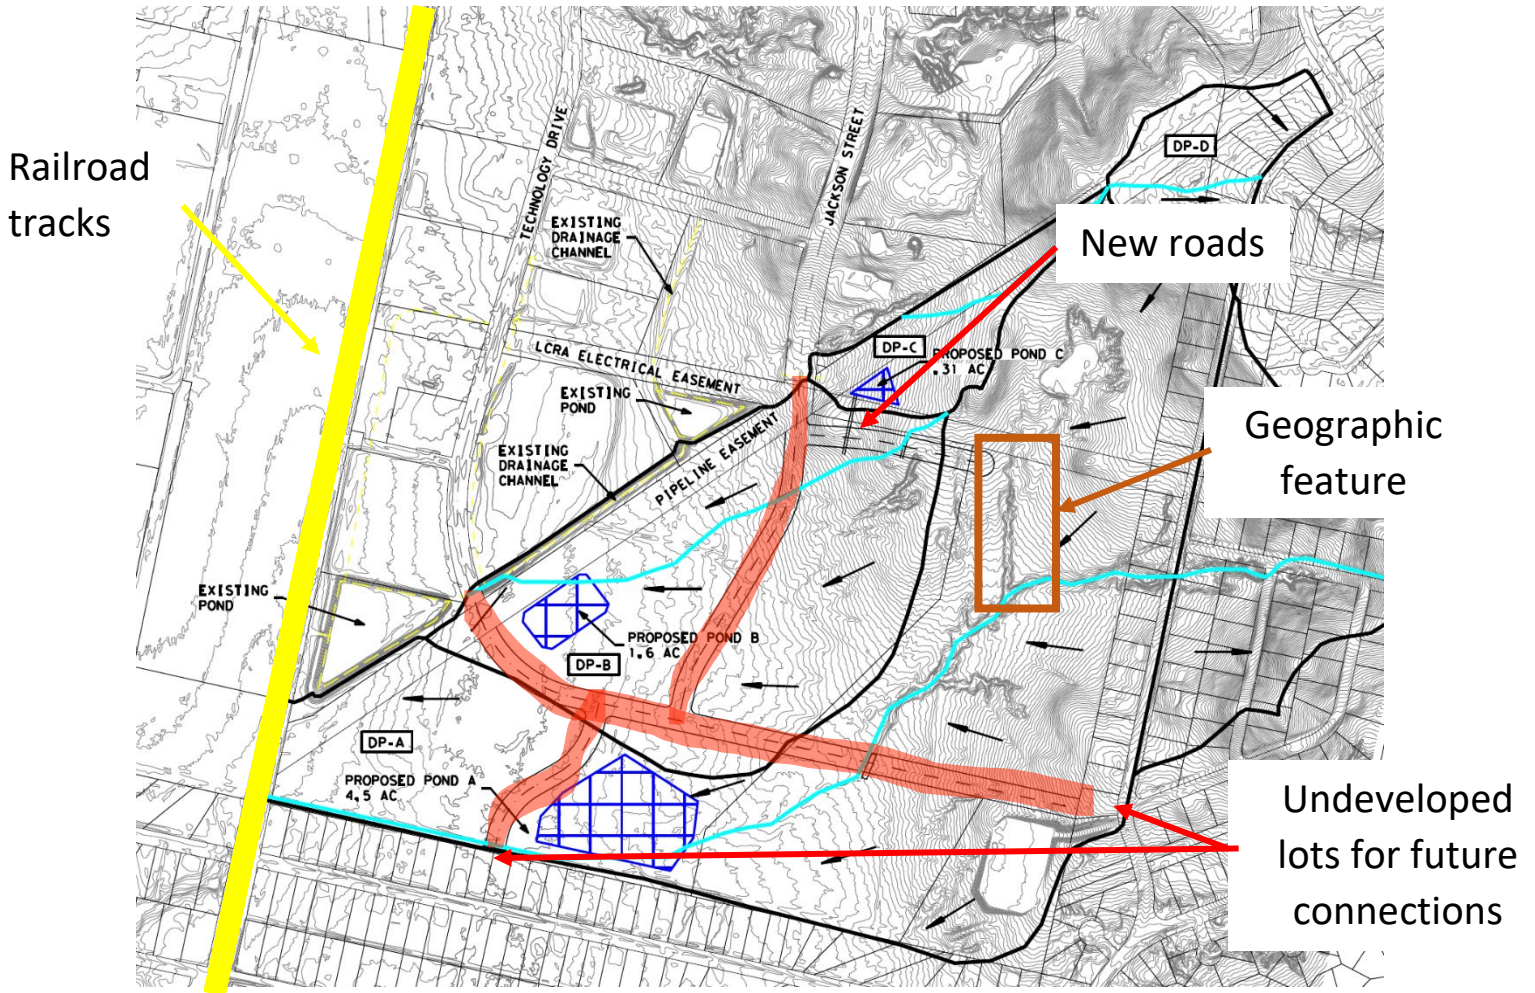 Railroad
tracks
TECHNOLOGY DRIVE
JACKSON STREET
DP-D
EXISTING
DRAINAGE
CHANNEL
New roads
LCRA ELECTRICAL EASEMENT
DP-C
PROPOSED POND C
.31 AC
EXISTING
POND
Geographic
feature
EXISTING
DRAINAGE
CHANNEL
PIPELINE EASEMENT
EXISTING
POND
PROPOSED POND B
1.6 AC
DP-B
DP-A
PROPOSED POND A
4.5 AC
Undeveloped
lots for future
connections